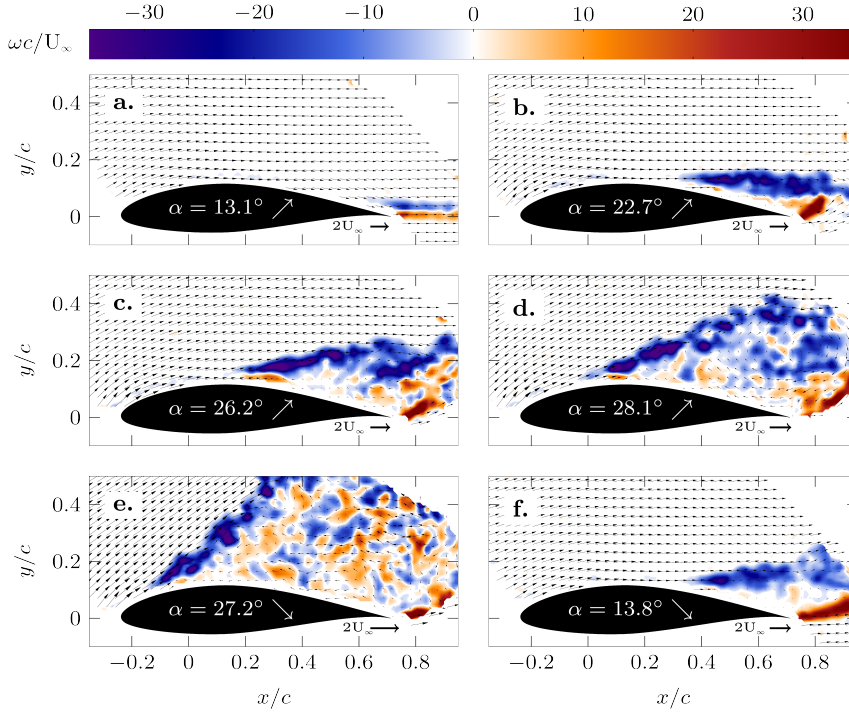 −30 −20 −10 0 10 20 30
ωc/U∞
a. b.
0.4
0.2
0
y/c
α = 13.1° ↗ α = 22.7° ↗
2U∞ → 2U∞ →
c. d.
0.4
0.2
0
y/c
α = 26.2° ↗ α = 28.1° ↗
2U∞ → 2U∞ →
e. f.
0.4
0.2
0
y/c
α = 27.2° ↘ α = 13.8° ↘
2U∞ → 2U∞ →
−0.2 0 0.2 0.4 0.6 0.8 −0.2 0 0.2 0.4 0.6 0.8
x/c x/c